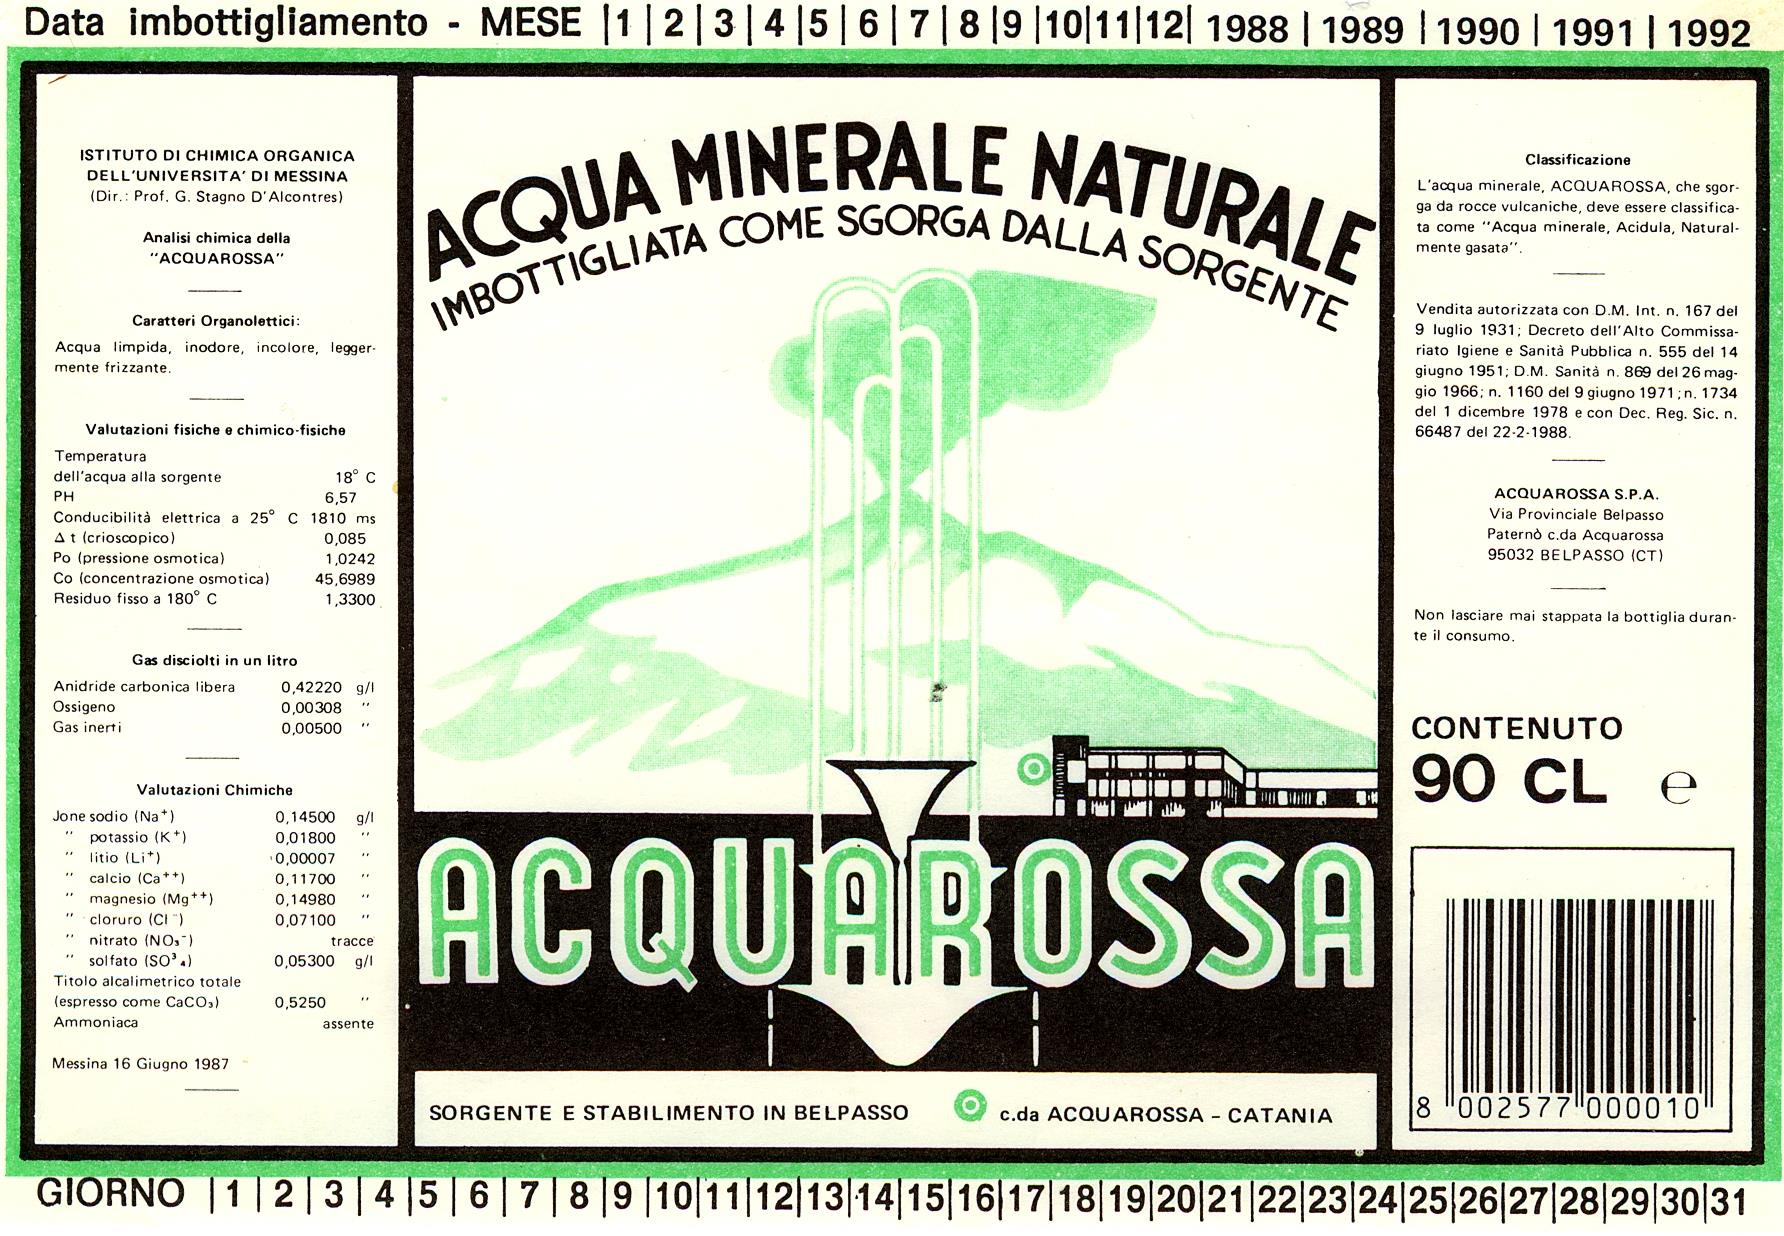 Data imbottigliamento - MESE |1|2|3|4|5|6|7|8|9|10|11|12| 1988 | 1989 | 1990 | 1991 | 1992
ISTITUTO DI CHIMICA ORGANICA
DELL'UNIVERSITA' DI MESSINA
(Dir.: Prof. G. Stagno D'Alcontres)
Analisi chimica della
"ACQUAROSSA"
Caratteri Organolettici:
Acqua limpida, inodore, incolore, legger-
mente frizzante.
Valutazioni fisiche e chimico-fisiche
Temperatura
dell'acqua alla sorgente 18° C
PH 6,57
Conducibilità elettrica a 25° C 1810 ms
Δ t (crioscopico) 0,085
Po (pressione osmotica) 1,0242
Co (concentrazione osmotica) 45,6989
Residuo fisso a 180° C 1,3300
Gas disciolti in un litro
Anidride carbonica libera 0,42220 g/l
Ossigeno 0,00308 "
Gas inerti 0,00500 "
Valutazioni Chimiche
Jone sodio (Na⁺) 0,14500 g/l
" potassio (K⁺) 0,01800 "
" litio (Li⁺) 0,00007 "
" calcio (Ca⁺⁺) 0,11700 "
" magnesio (Mg⁺⁺) 0,14980 "
" cloruro (Cl⁻) 0,07100 "
" nitrato (NO₃⁻) tracce
" solfato (SO³₄) 0,05300 g/l
Titolo alcalimetrico totale
(espresso come CaCO₃) 0,5250 "
Ammoniaca assente
Messina 16 Giugno 1987
ACQUA MINERALE NATURALE
IMBOTTIGLIATA COME SGORGA DALLA SORGENTE
ACQUAROSSA
SORGENTE E STABILIMENTO IN BELPASSO c.da ACQUAROSSA - CATANIA
Classificazione
L'acqua minerale, ACQUAROSSA, che sgor-
ga da rocce vulcaniche, deve essere classifica-
ta come "Acqua minerale, Acidula, Natural-
mente gasata".
Vendita autorizzata con D.M. Int. n. 167 del
9 luglio 1931; Decreto dell'Alto Commissa-
riato Igiene e Sanità Pubblica n. 555 del 14
giugno 1951; D.M. Sanità n. 869 del 26 mag-
gio 1966; n. 1160 del 9 giugno 1971; n. 1734
del 1 dicembre 1978 e con Dec. Reg. Sic. n.
66487 del 22-2-1988.
ACQUAROSSA S.P.A.
Via Provinciale Belpasso
Paternò c.da Acquarossa
95032 BELPASSO (CT)
Non lasciare mai stappata la bottiglia duran-
te il consumo.
CONTENUTO
90 CL ℮
8 002577 000010
GIORNO |1|2|3|4|5|6|7|8|9|10|11|12|13|14|15|16|17|18|19|20|21|22|23|24|25|26|27|28|29|30|31